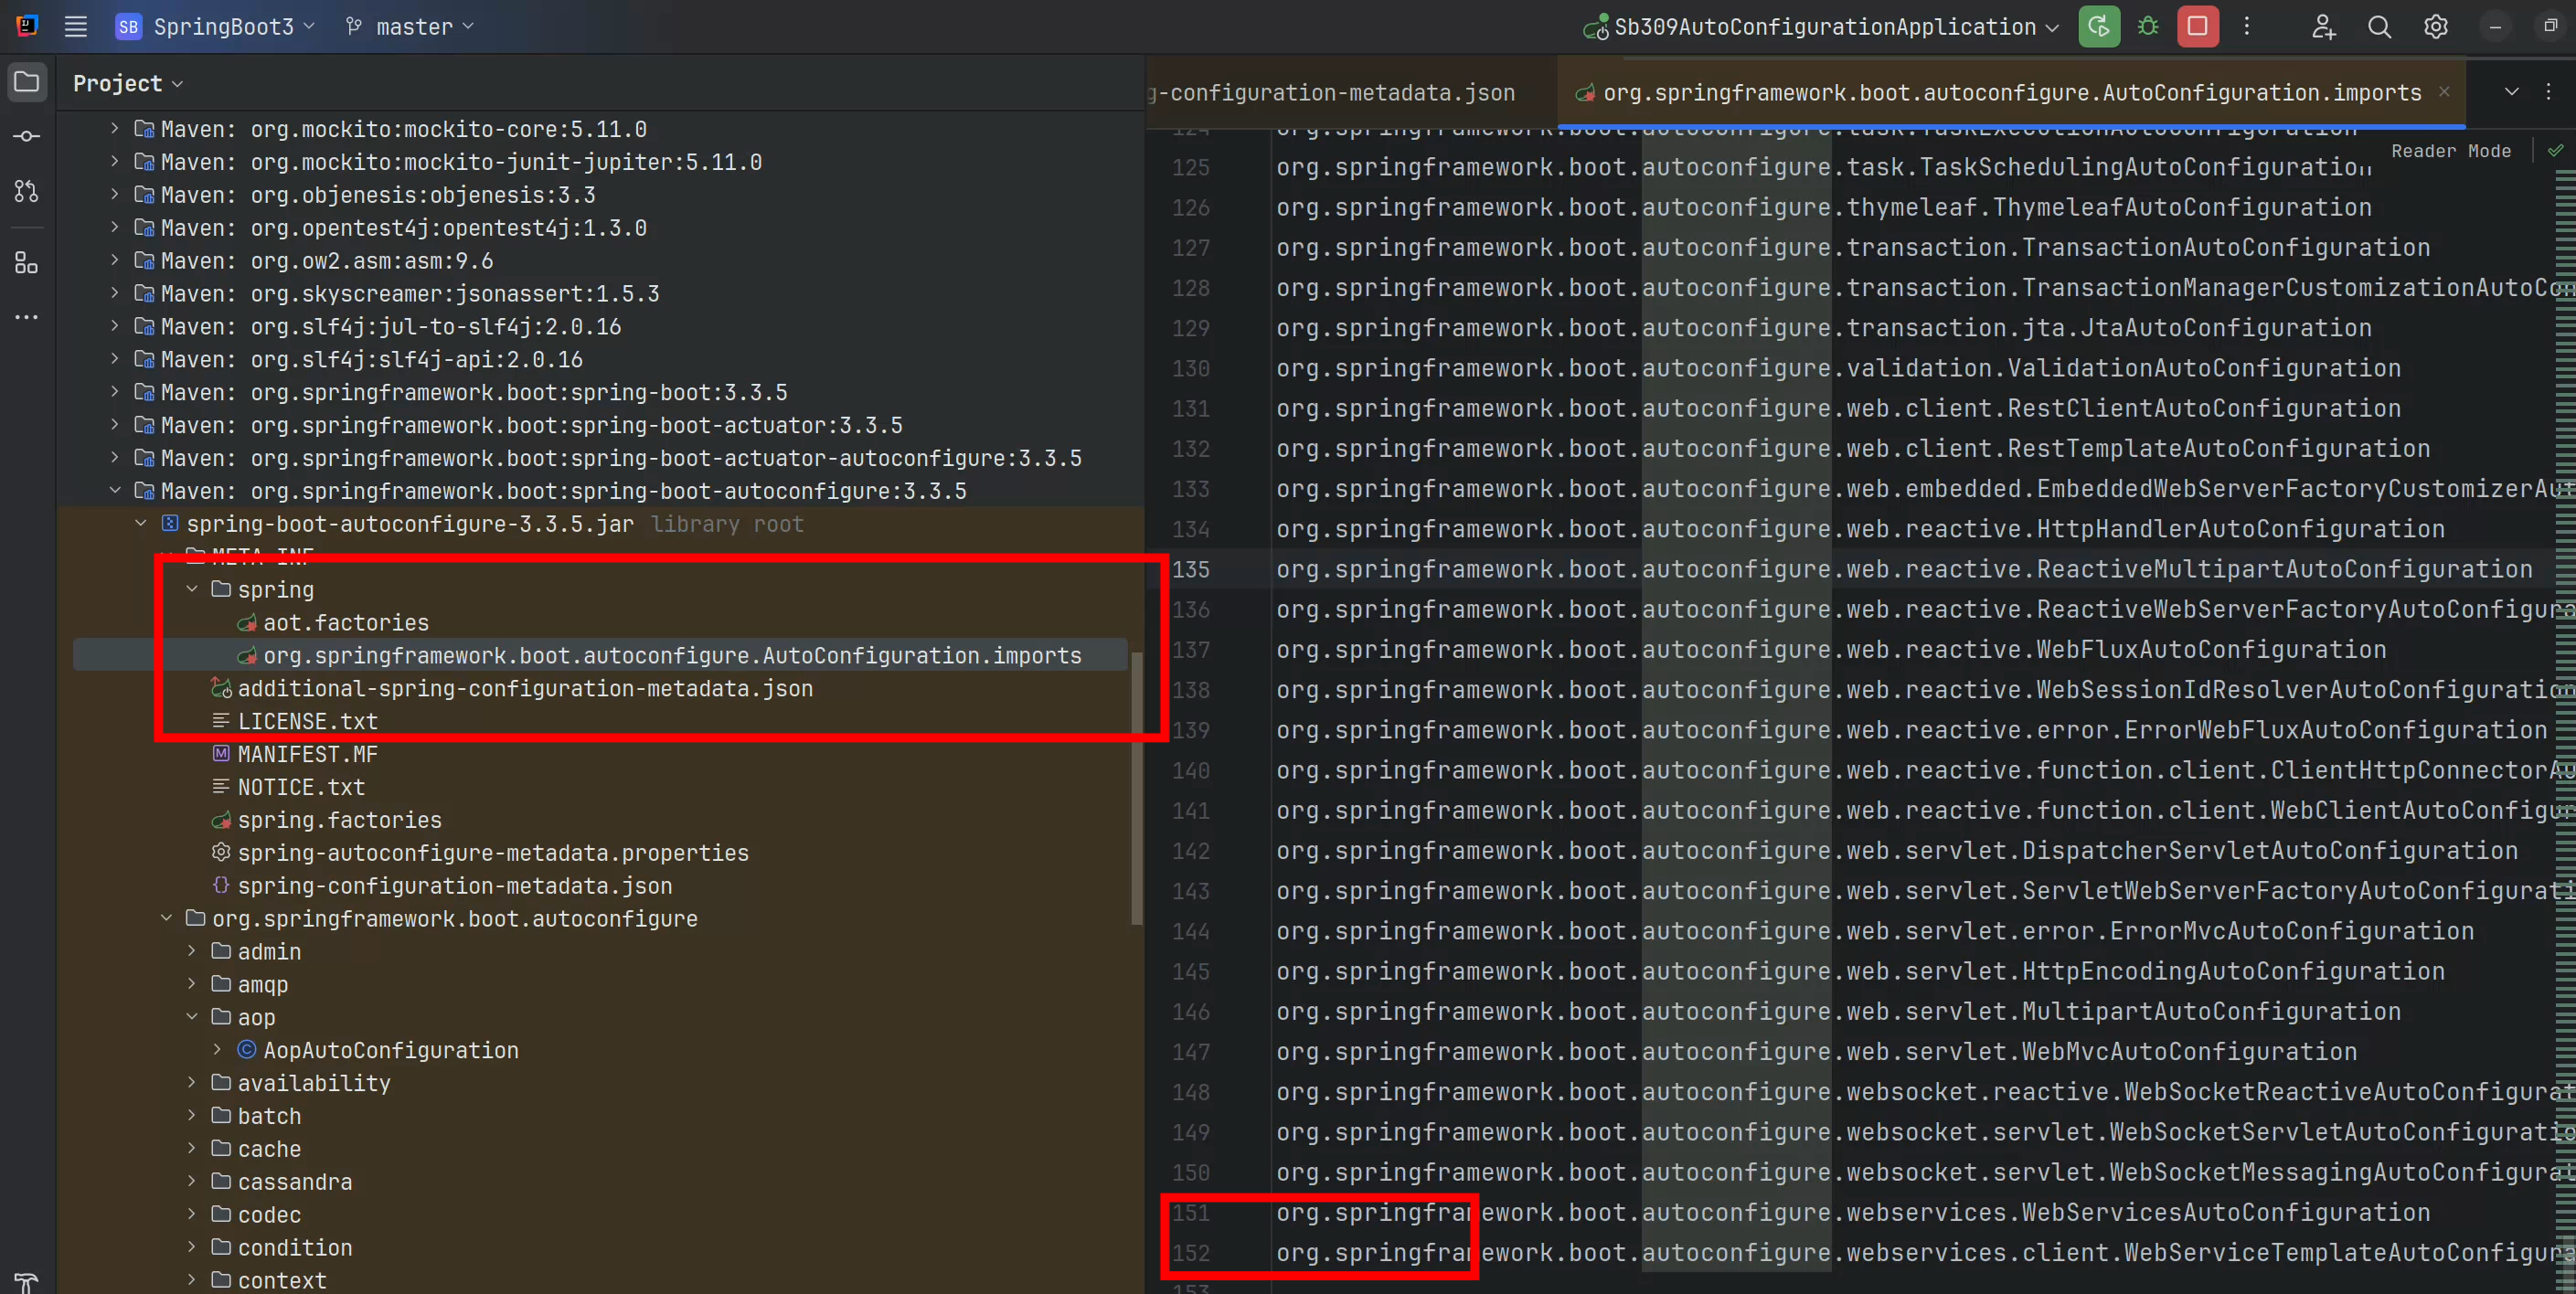 SB SpringBoot3 master Sb309AutoConfigurationApplication
Project
Maven: org.mockito:mockito-core:5.11.0
Maven: org.mockito:mockito-junit-jupiter:5.11.0
Maven: org.objenesis:objenesis:3.3
Maven: org.opentest4j:opentest4j:1.3.0
Maven: org.ow2.asm:asm:9.6
Maven: org.skyscreamer:jsonassert:1.5.3
Maven: org.slf4j:jul-to-slf4j:2.0.16
Maven: org.slf4j:slf4j-api:2.0.16
Maven: org.springframework.boot:spring-boot:3.3.5
Maven: org.springframework.boot:spring-boot-actuator:3.3.5
Maven: org.springframework.boot:spring-boot-actuator-autoconfigure:3.3.5
Maven: org.springframework.boot:spring-boot-autoconfigure:3.3.5
spring-boot-autoconfigure-3.3.5.jar library root
META-INF
spring
aot.factories
org.springframework.boot.autoconfigure.AutoConfiguration.imports
additional-spring-configuration-metadata.json
LICENSE.txt
MANIFEST.MF
NOTICE.txt
spring.factories
spring-autoconfigure-metadata.properties
spring-configuration-metadata.json
org.springframework.boot.autoconfigure
admin
amqp
aop
AopAutoConfiguration
availability
batch
cache
cassandra
codec
condition
context
g-configuration-metadata.json org.springframework.boot.autoconfigure.AutoConfiguration.imports
Reader Mode
124 org.springframework.boot.autoconfigure.task.TaskExecutionAutoConfiguration
125 org.springframework.boot.autoconfigure.task.TaskSchedulingAutoConfiguration
126 org.springframework.boot.autoconfigure.thymeleaf.ThymeleafAutoConfiguration
127 org.springframework.boot.autoconfigure.transaction.TransactionAutoConfiguration
128 org.springframework.boot.autoconfigure.transaction.TransactionManagerCustomizationAutoCon
129 org.springframework.boot.autoconfigure.transaction.jta.JtaAutoConfiguration
130 org.springframework.boot.autoconfigure.validation.ValidationAutoConfiguration
131 org.springframework.boot.autoconfigure.web.client.RestClientAutoConfiguration
132 org.springframework.boot.autoconfigure.web.client.RestTemplateAutoConfiguration
133 org.springframework.boot.autoconfigure.web.embedded.EmbeddedWebServerFactoryCustomizerAut
134 org.springframework.boot.autoconfigure.web.reactive.HttpHandlerAutoConfiguration
135 org.springframework.boot.autoconfigure.web.reactive.ReactiveMultipartAutoConfiguration
136 org.springframework.boot.autoconfigure.web.reactive.ReactiveWebServerFactoryAutoConfigura
137 org.springframework.boot.autoconfigure.web.reactive.WebFluxAutoConfiguration
138 org.springframework.boot.autoconfigure.web.reactive.WebSessionIdResolverAutoConfiguration
139 org.springframework.boot.autoconfigure.web.reactive.error.ErrorWebFluxAutoConfiguration
140 org.springframework.boot.autoconfigure.web.reactive.function.client.ClientHttpConnectorAu
141 org.springframework.boot.autoconfigure.web.reactive.function.client.WebClientAutoConfigur
142 org.springframework.boot.autoconfigure.web.servlet.DispatcherServletAutoConfiguration
143 org.springframework.boot.autoconfigure.web.servlet.ServletWebServerFactoryAutoConfigurati
144 org.springframework.boot.autoconfigure.web.servlet.error.ErrorMvcAutoConfiguration
145 org.springframework.boot.autoconfigure.web.servlet.HttpEncodingAutoConfiguration
146 org.springframework.boot.autoconfigure.web.servlet.MultipartAutoConfiguration
147 org.springframework.boot.autoconfigure.web.servlet.WebMvcAutoConfiguration
148 org.springframework.boot.autoconfigure.websocket.reactive.WebSocketReactiveAutoConfigurat
149 org.springframework.boot.autoconfigure.websocket.servlet.WebSocketServletAutoConfiguratio
150 org.springframework.boot.autoconfigure.websocket.servlet.WebSocketMessagingAutoConfigurat
151 org.springframework.boot.autoconfigure.webservices.WebServicesAutoConfiguration
152 org.springframework.boot.autoconfigure.webservices.client.WebServiceTemplateAutoConfigura
153